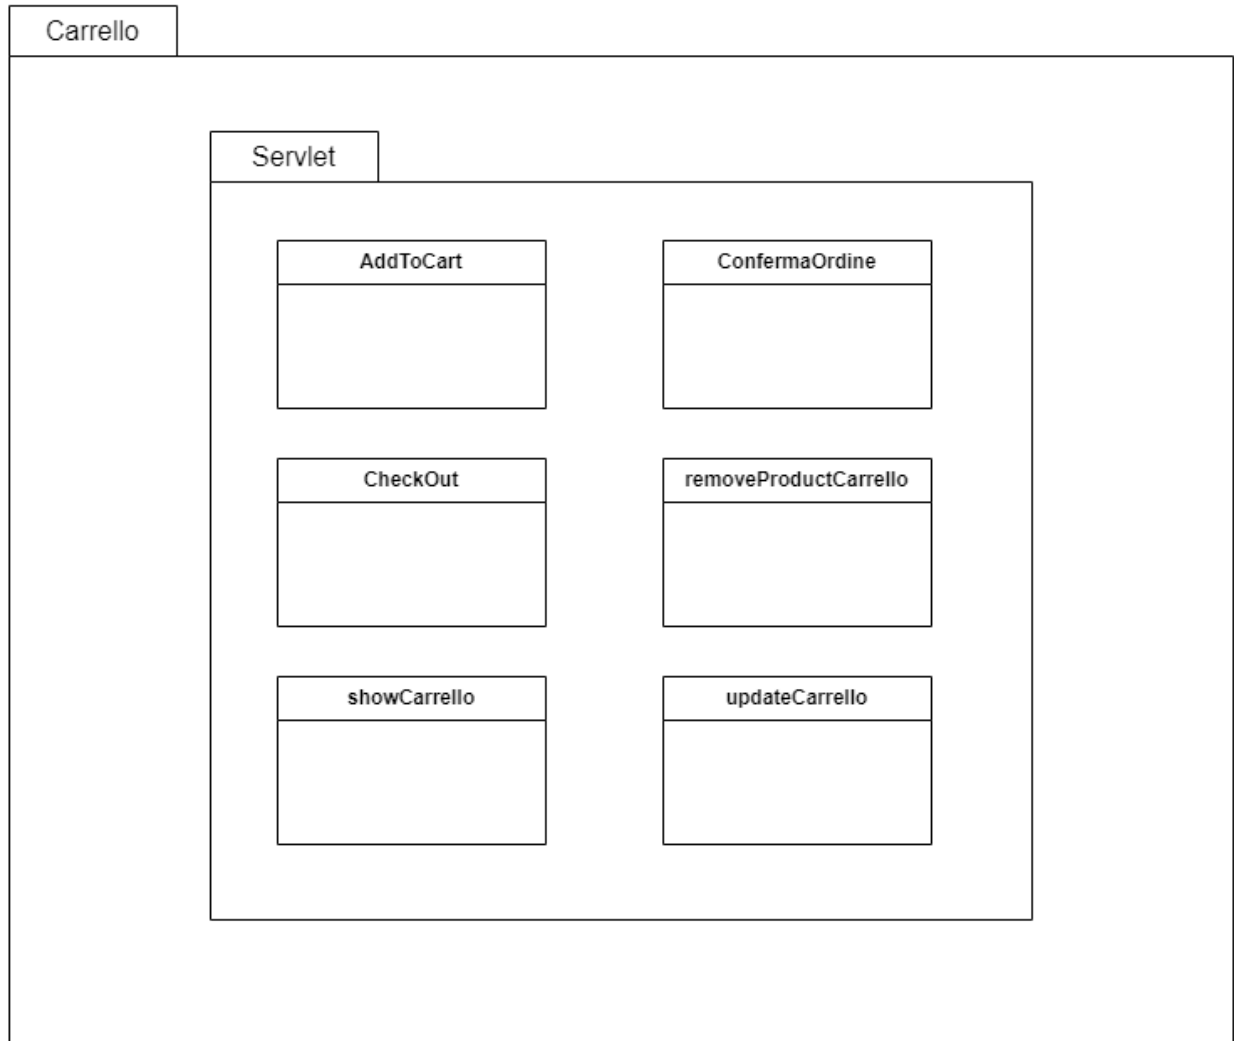 Carrello
Servlet
AddToCart
ConfermaOrdine
CheckOut
removeProductCarrello
showCarrello
updateCarrello